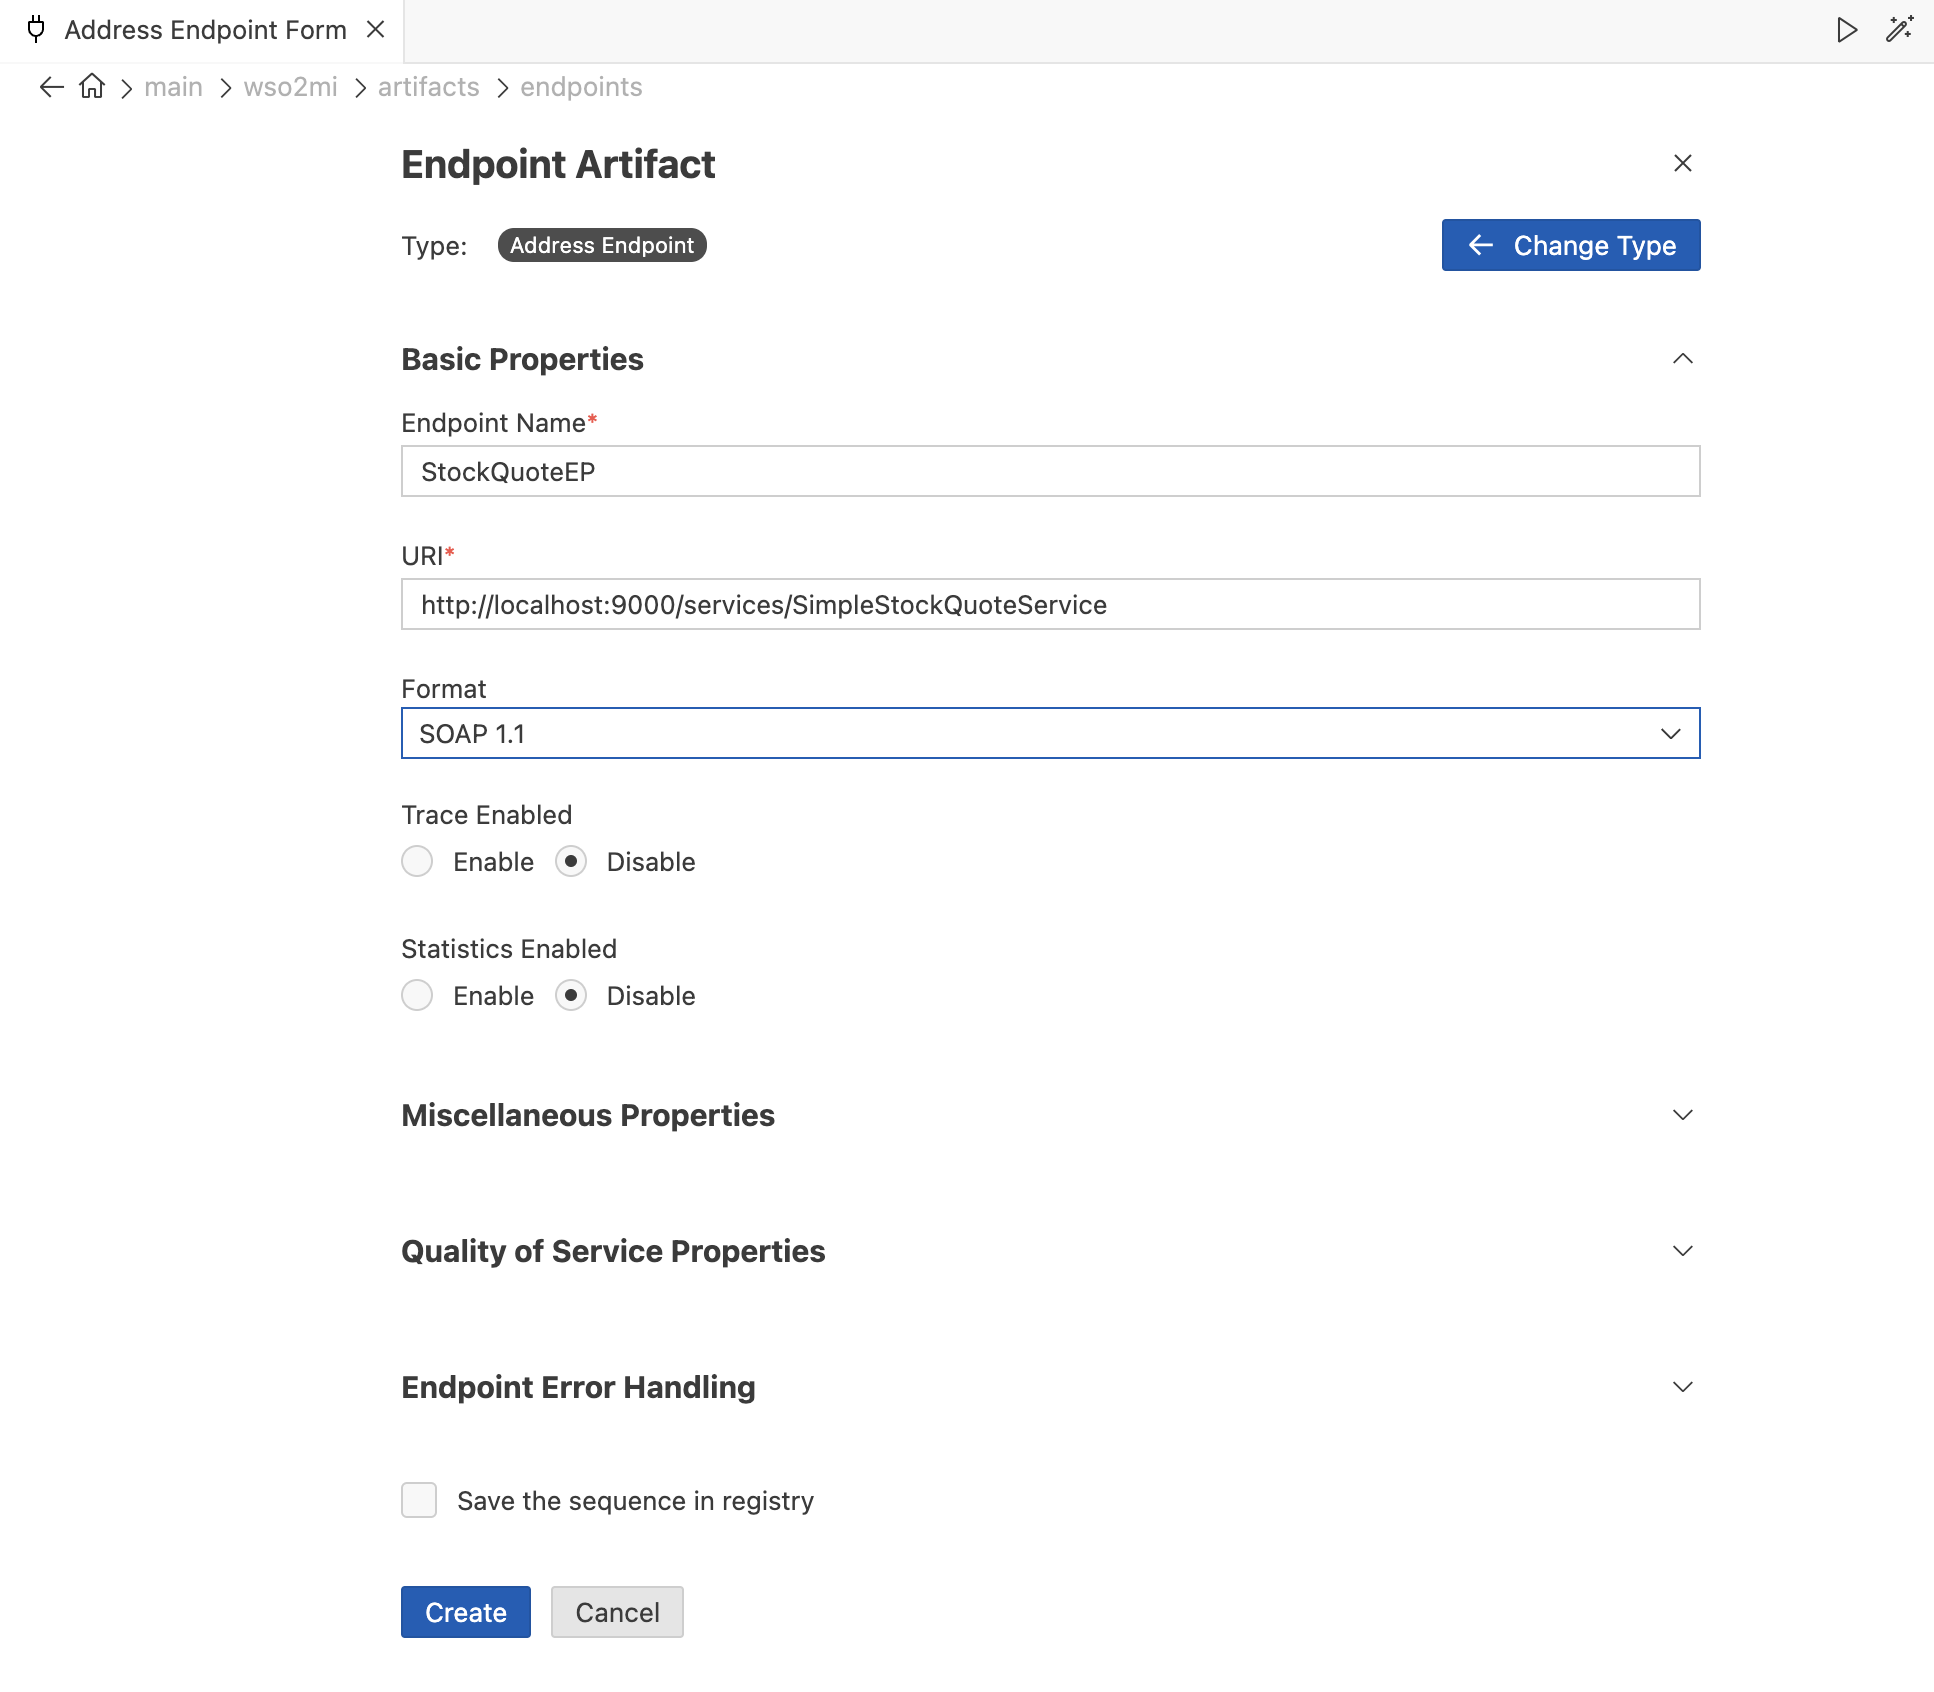 Address Endpoint Form
main wso2mi artifacts endpoints
Endpoint Artifact
Type: Address Endpoint Change Type
Basic Properties
Endpoint Name*
StockQuoteEP
URI*
http://localhost:9000/services/SimpleStockQuoteService
Format
SOAP 1.1
Trace Enabled
Enable Disable
Statistics Enabled
Enable Disable
Miscellaneous Properties
Quality of Service Properties
Endpoint Error Handling
Save the sequence in registry
Create Cancel